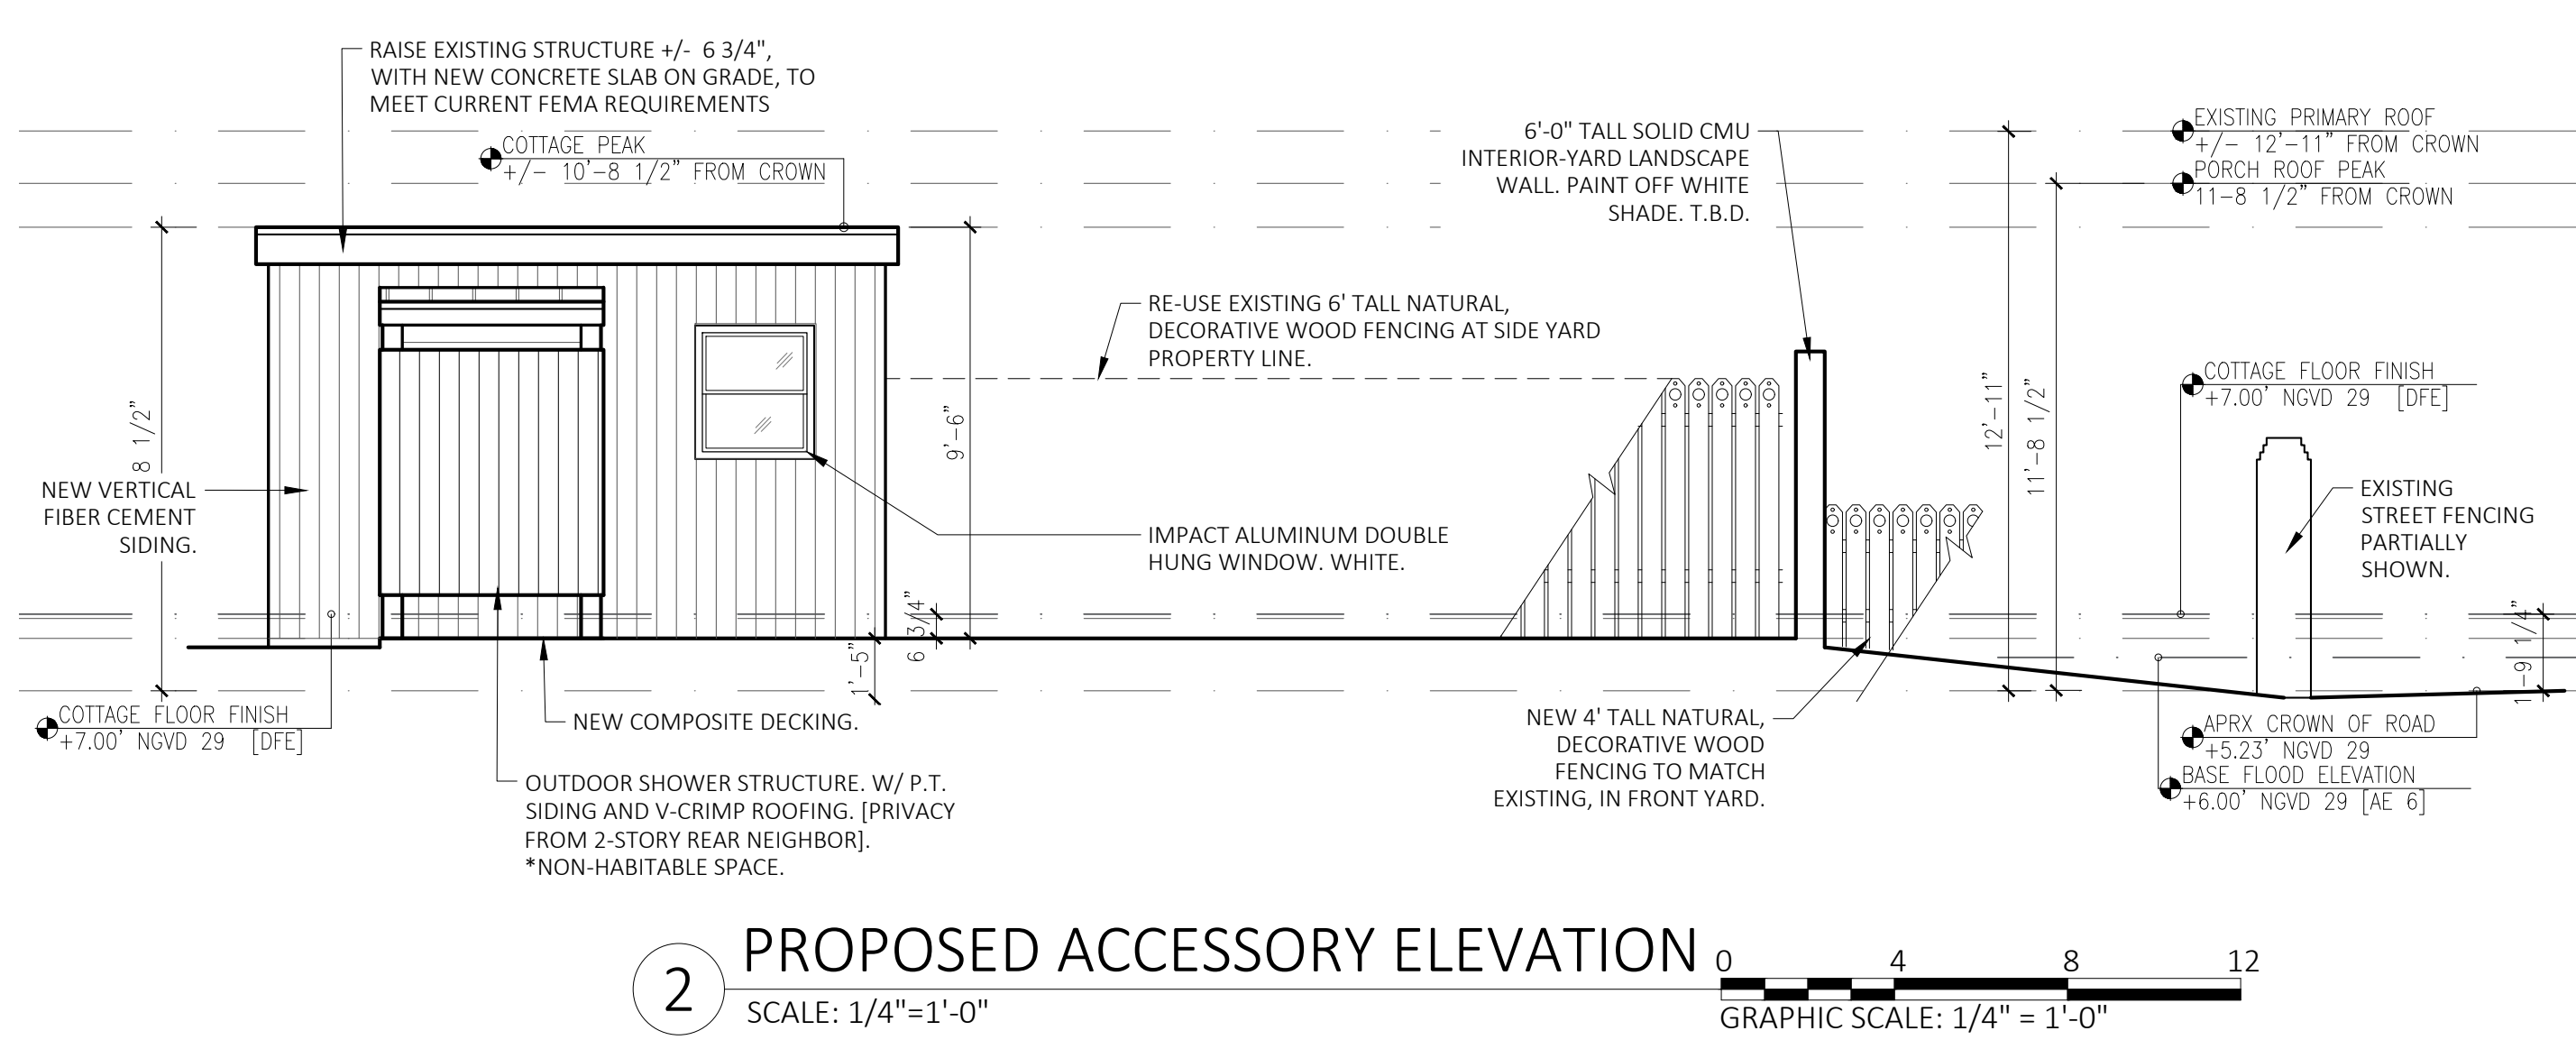 RAISE EXISTING STRUCTURE +/- 6 3/4",
WITH NEW CONCRETE SLAB ON GRADE, TO
MEET CURRENT FEMA REQUIREMENTS
COTTAGE PEAK
+/- 10'-8 1/2" FROM CROWN
6'-0" TALL SOLID CMU
INTERIOR-YARD LANDSCAPE
WALL. PAINT OFF WHITE
SHADE. T.B.D.
EXISTING PRIMARY ROOF
+/- 12'-11" FROM CROWN
PORCH ROOF PEAK
11-8 1/2" FROM CROWN
RE-USE EXISTING 6' TALL NATURAL,
DECORATIVE WOOD FENCING AT SIDE YARD
PROPERTY LINE.
COTTAGE FLOOR FINISH
+7.00' NGVD 29 [DFE]
8 1/2"
9'-6"
12'-11"
11'-8 1/2"
NEW VERTICAL
FIBER CEMENT
SIDING.
IMPACT ALUMINUM DOUBLE
HUNG WINDOW. WHITE.
EXISTING
STREET FENCING
PARTIALLY
SHOWN.
6 3/4"
1'-5"
1-9 1/4"
COTTAGE FLOOR FINISH
+7.00' NGVD 29 [DFE]
NEW COMPOSITE DECKING.
OUTDOOR SHOWER STRUCTURE. W/ P.T.
SIDING AND V-CRIMP ROOFING. [PRIVACY
FROM 2-STORY REAR NEIGHBOR].
*NON-HABITABLE SPACE.
NEW 4' TALL NATURAL,
DECORATIVE WOOD
FENCING TO MATCH
EXISTING, IN FRONT YARD.
APRX CROWN OF ROAD
+5.23' NGVD 29
BASE FLOOD ELEVATION
+6.00' NGVD 29 [AE 6]
2
PROPOSED ACCESSORY ELEVATION
SCALE: 1/4"=1'-0"
0 4 8 12
GRAPHIC SCALE: 1/4" = 1'-0"